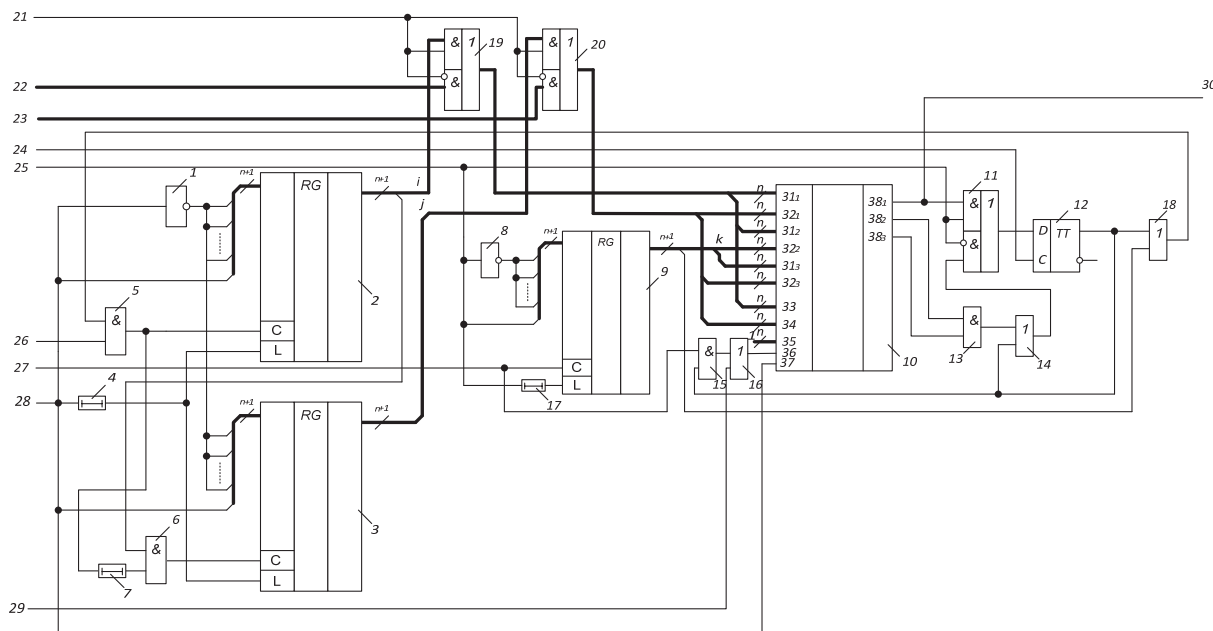 21
& 1 19
&
& 1 20
&
22
23
24
25
30
1
n+1
RG
2
C
L
n+1
i
j
8
n+1
RG
9
C
L
n+1
k
n
n
n
n
n
n
n
n
n
31₁
32₁
31₂
32₂
31₃
32₃
33
34
35
36
37
38₁
38₂
38₃
10
11
& 1
&
12
D TT
C
18
1
5
&
26
27
13
&
14
1
15
&
16
1
17
28
4
n+1
RG
3
C
L
n+1
6
&
7
29